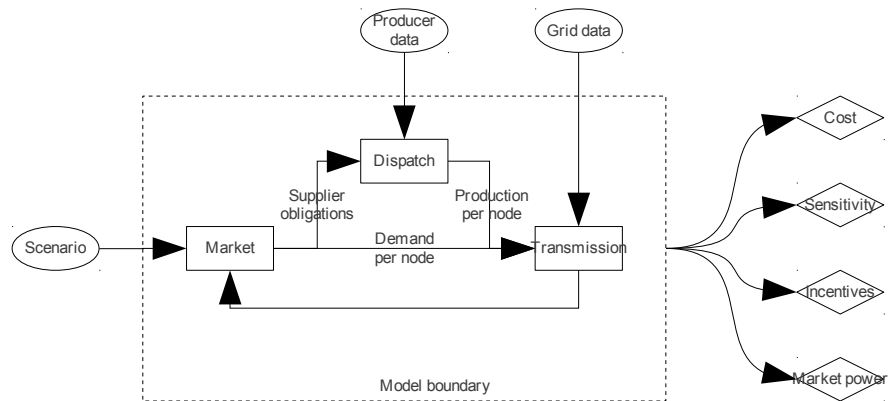 Producer
data
Grid data
Cost
Dispatch
Supplier
obligations
Production
per node
Sensitivity
Scenario
Market
Demand
per node
Transmission
Incentives
Model boundary
Market power